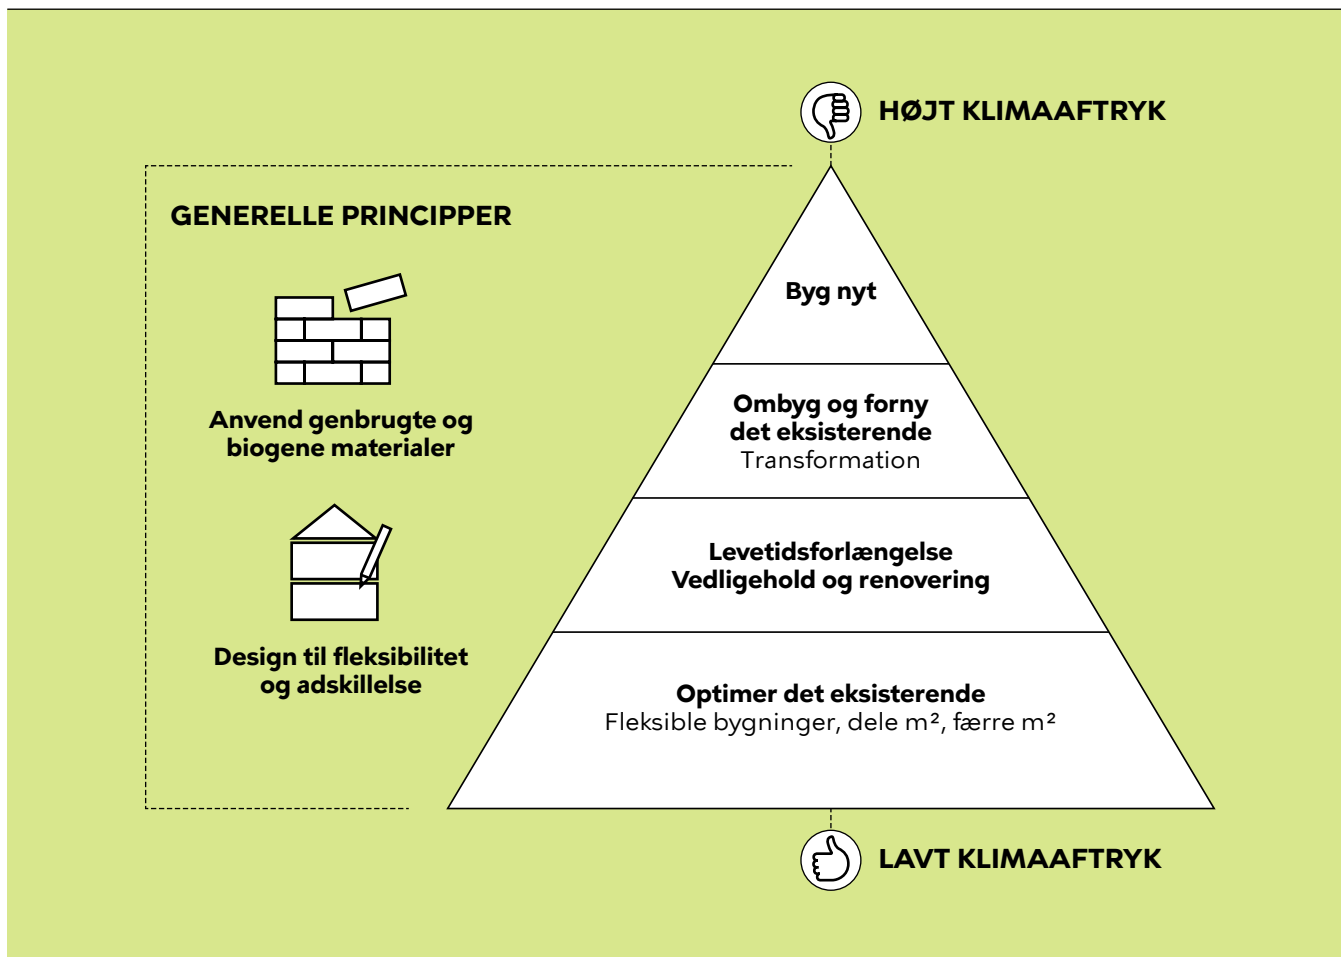 HØJT KLIMAAFTRYK
GENERELLE PRINCIPPER
Anvend genbrugte og
biogene materialer
Design til fleksibilitet
og adskillelse
Byg nyt
Ombyg og forny
det eksisterende
Transformation
Levetidsforlængelse
Vedligehold og renovering
Optimer det eksisterende
Fleksible bygninger, dele m², færre m²
LAVT KLIMAAFTRYK